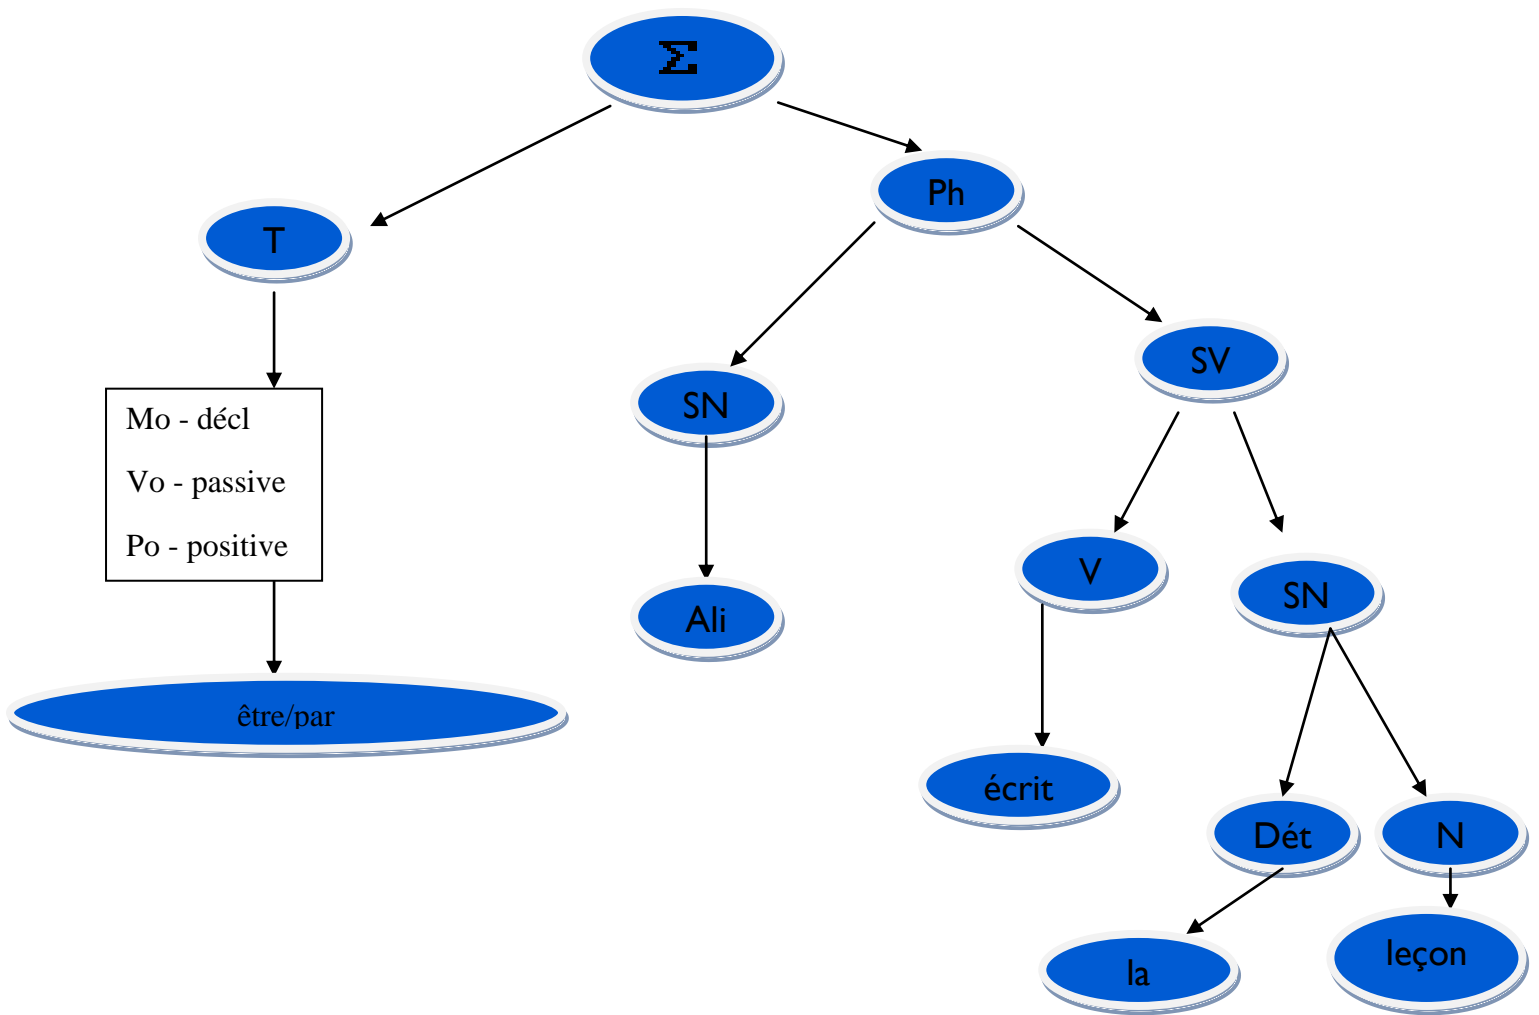 Σ
Ph
T
SV
SN
Mo - décl
Vo - passive
Po - positive
V
SN
Ali
être/par
écrit
Dét
N
la
leçon